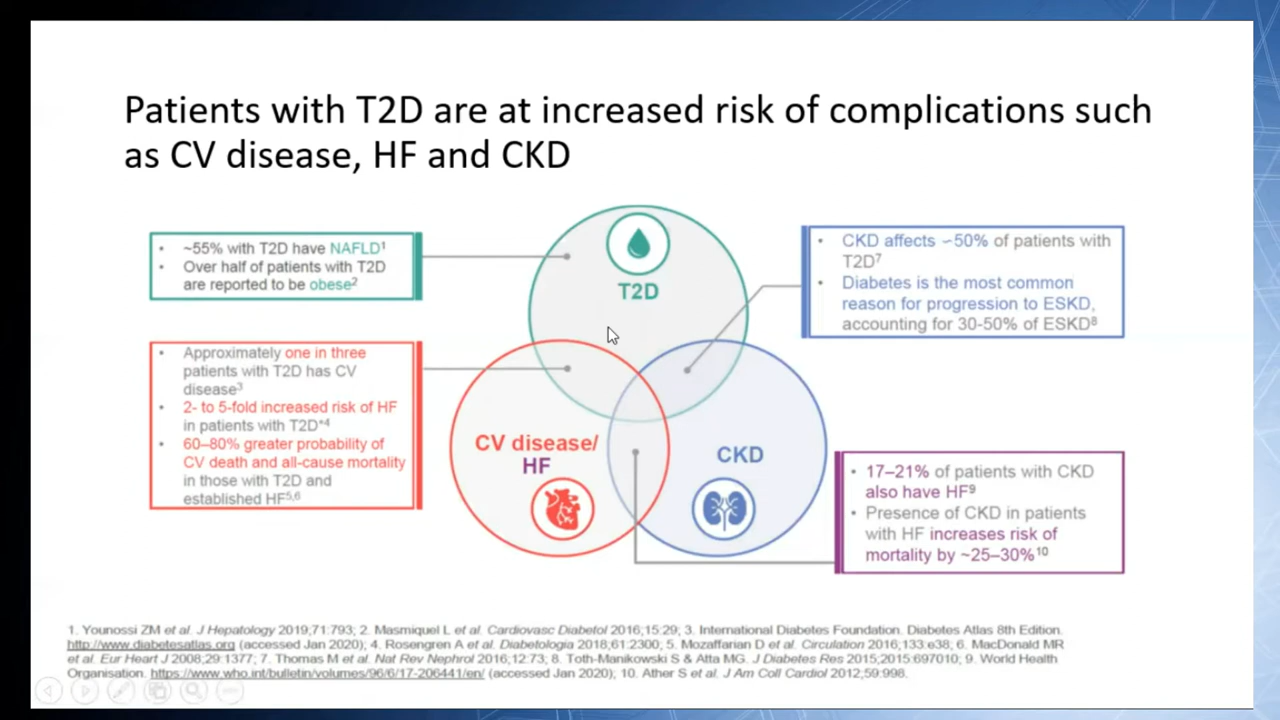 Patients with T2D are at increased risk of complications such
as CV disease, HF and CKD
• ~55% with T2D have NAFLD¹
• Over half of patients with T2D
are reported to be obese²
• Approximately one in three
patients with T2D has CV
disease³
• 2- to 5-fold increased risk of HF
in patients with T2D*⁴
• 60–80% greater probability of
CV death and all-cause mortality
in those with T2D and
established HF⁵,⁶
T2D
CV disease/
HF
CKD
• CKD affects ~50% of patients with
T2D⁷
• Diabetes is the most common
reason for progression to ESKD,
accounting for 30-50% of ESKD⁸
• 17–21% of patients with CKD
also have HF⁹
• Presence of CKD in patients
with HF increases risk of
mortality by ~25–30%¹⁰
1. Younossi ZM et al. J Hepatology 2019;71:793; 2. Masmiquel L et al. Cardiovasc Diabetol 2016;15:29; 3. International Diabetes Foundation. Diabetes Atlas 8th Edition.
http://www.diabetesatlas.org (accessed Jan 2020); 4. Rosengren A et al. Diabetologia 2018;61:2300; 5. Mozaffarian D et al. Circulation 2016;133:e38; 6. MacDonald MR
et al. Eur Heart J 2008;29:1377; 7. Thomas M et al. Nat Rev Nephrol 2016;12:73; 8. Toth-Manikowski S & Atta MG. J Diabetes Res 2015;2015:697010; 9. World Health
Organisation. https://www.who.int/bulletin/volumes/96/6/17-206441/en/ (accessed Jan 2020); 10. Ather S et al. J Am Coll Cardiol 2012;59:998.